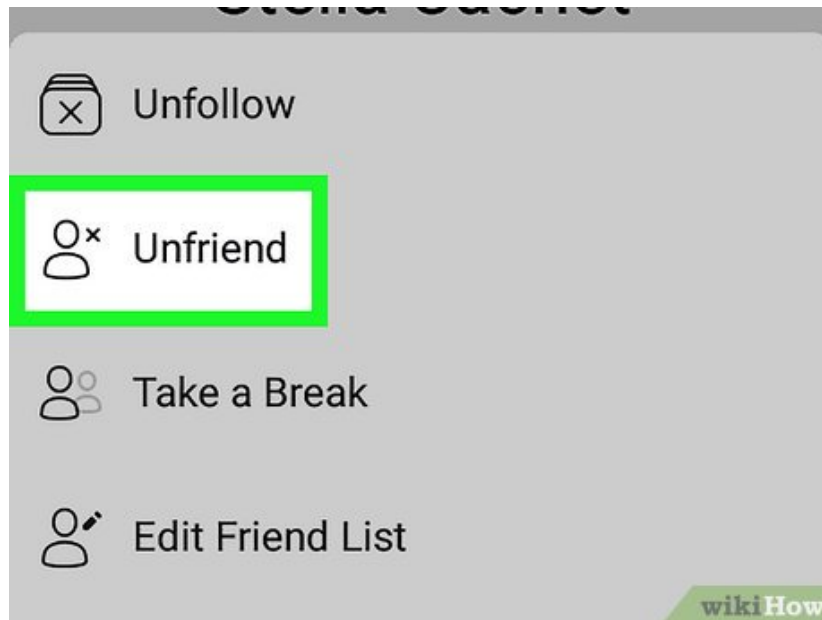 Unfollow
Unfriend
Take a Break
Edit Friend List
wikiHow